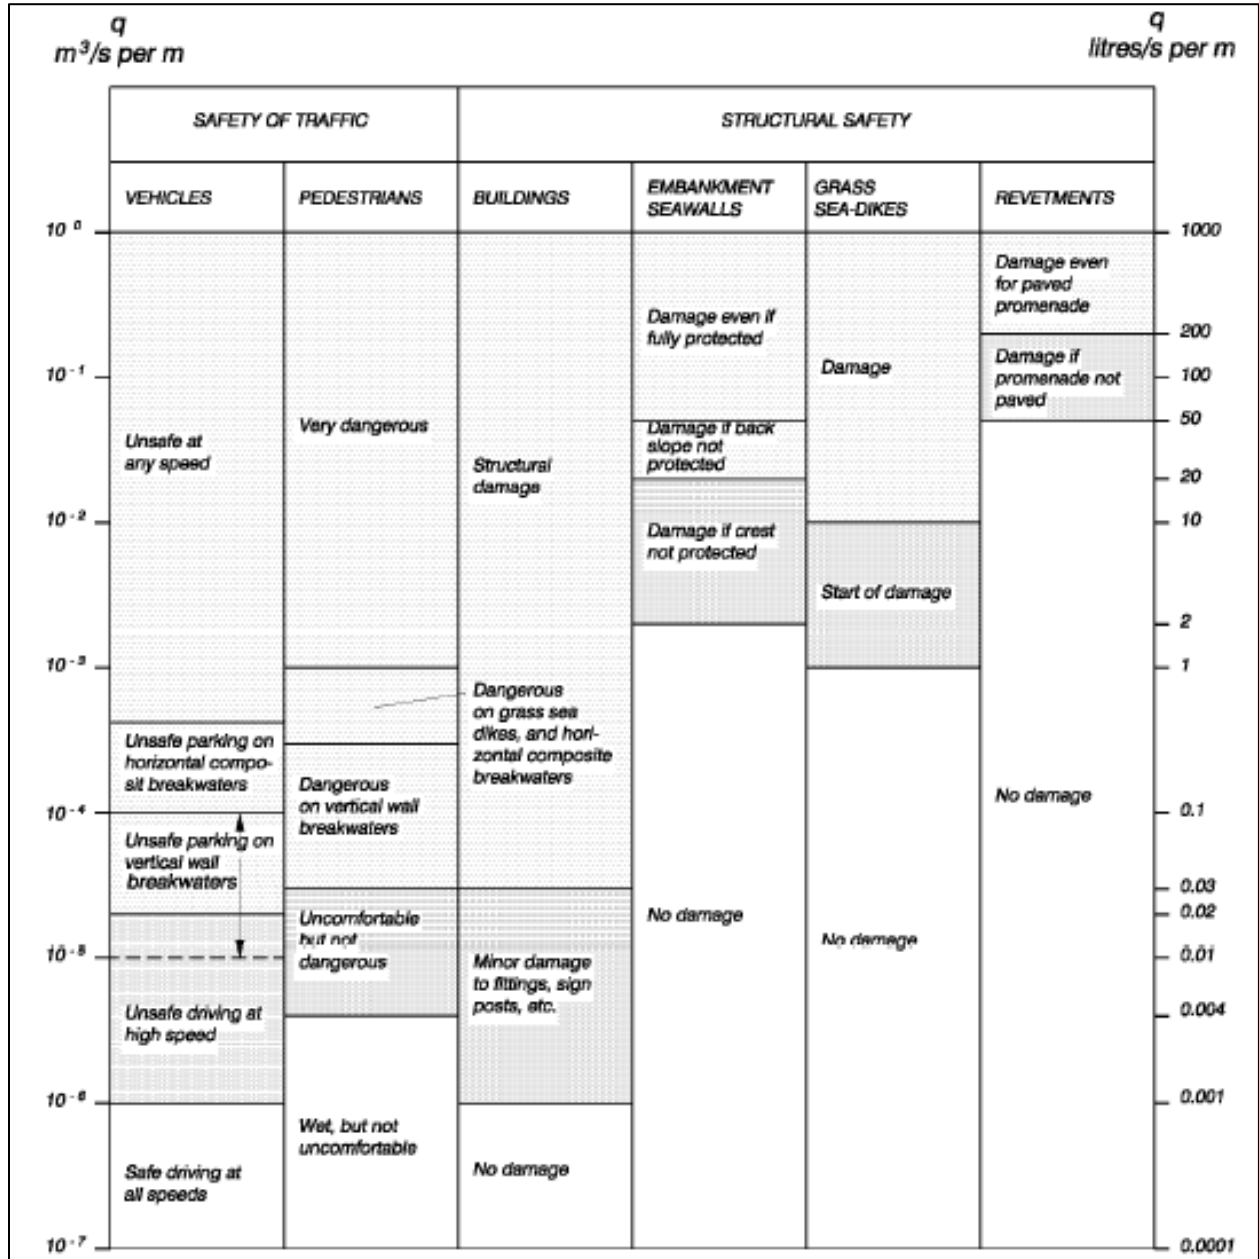 q
m³/s per m
q
litres/s per m
SAFETY OF TRAFFIC
STRUCTURAL SAFETY
VEHICLES
PEDESTRIANS
BUILDINGS
EMBANKMENT
SEAWALLS
GRASS
SEA-DIKES
REVETMENTS
10⁰
10⁻¹
10⁻²
10⁻³
10⁻⁴
10⁻⁵
10⁻⁶
10⁻⁷
Unsafe at
any speed
Unsafe parking on
horizontal compo-
sit breakwaters
Unsafe parking on
vertical wall
breakwaters
Unsafe driving at
high speed
Safe driving at
all speeds
Very dangerous
Dangerous
on grass sea
dikes, and hori-
zontal composite
breakwaters
Dangerous
on vertical wall
breakwaters
Uncomfortable
but not
dangerous
Wet, but not
uncomfortable
Structural
damage
Minor damage
to fittings, sign
posts, etc.
No damage
Damage even if
fully protected
Damage if back
slope not
protected
Damage if crest
not protected
No damage
Damage
Start of damage
No damage
Damage even
for paved
promenade
Damage if
promenade not
paved
No damage
1000
200
100
50
20
10
2
1
0.1
0.03
0.02
0.01
0.004
0.001
0.0001